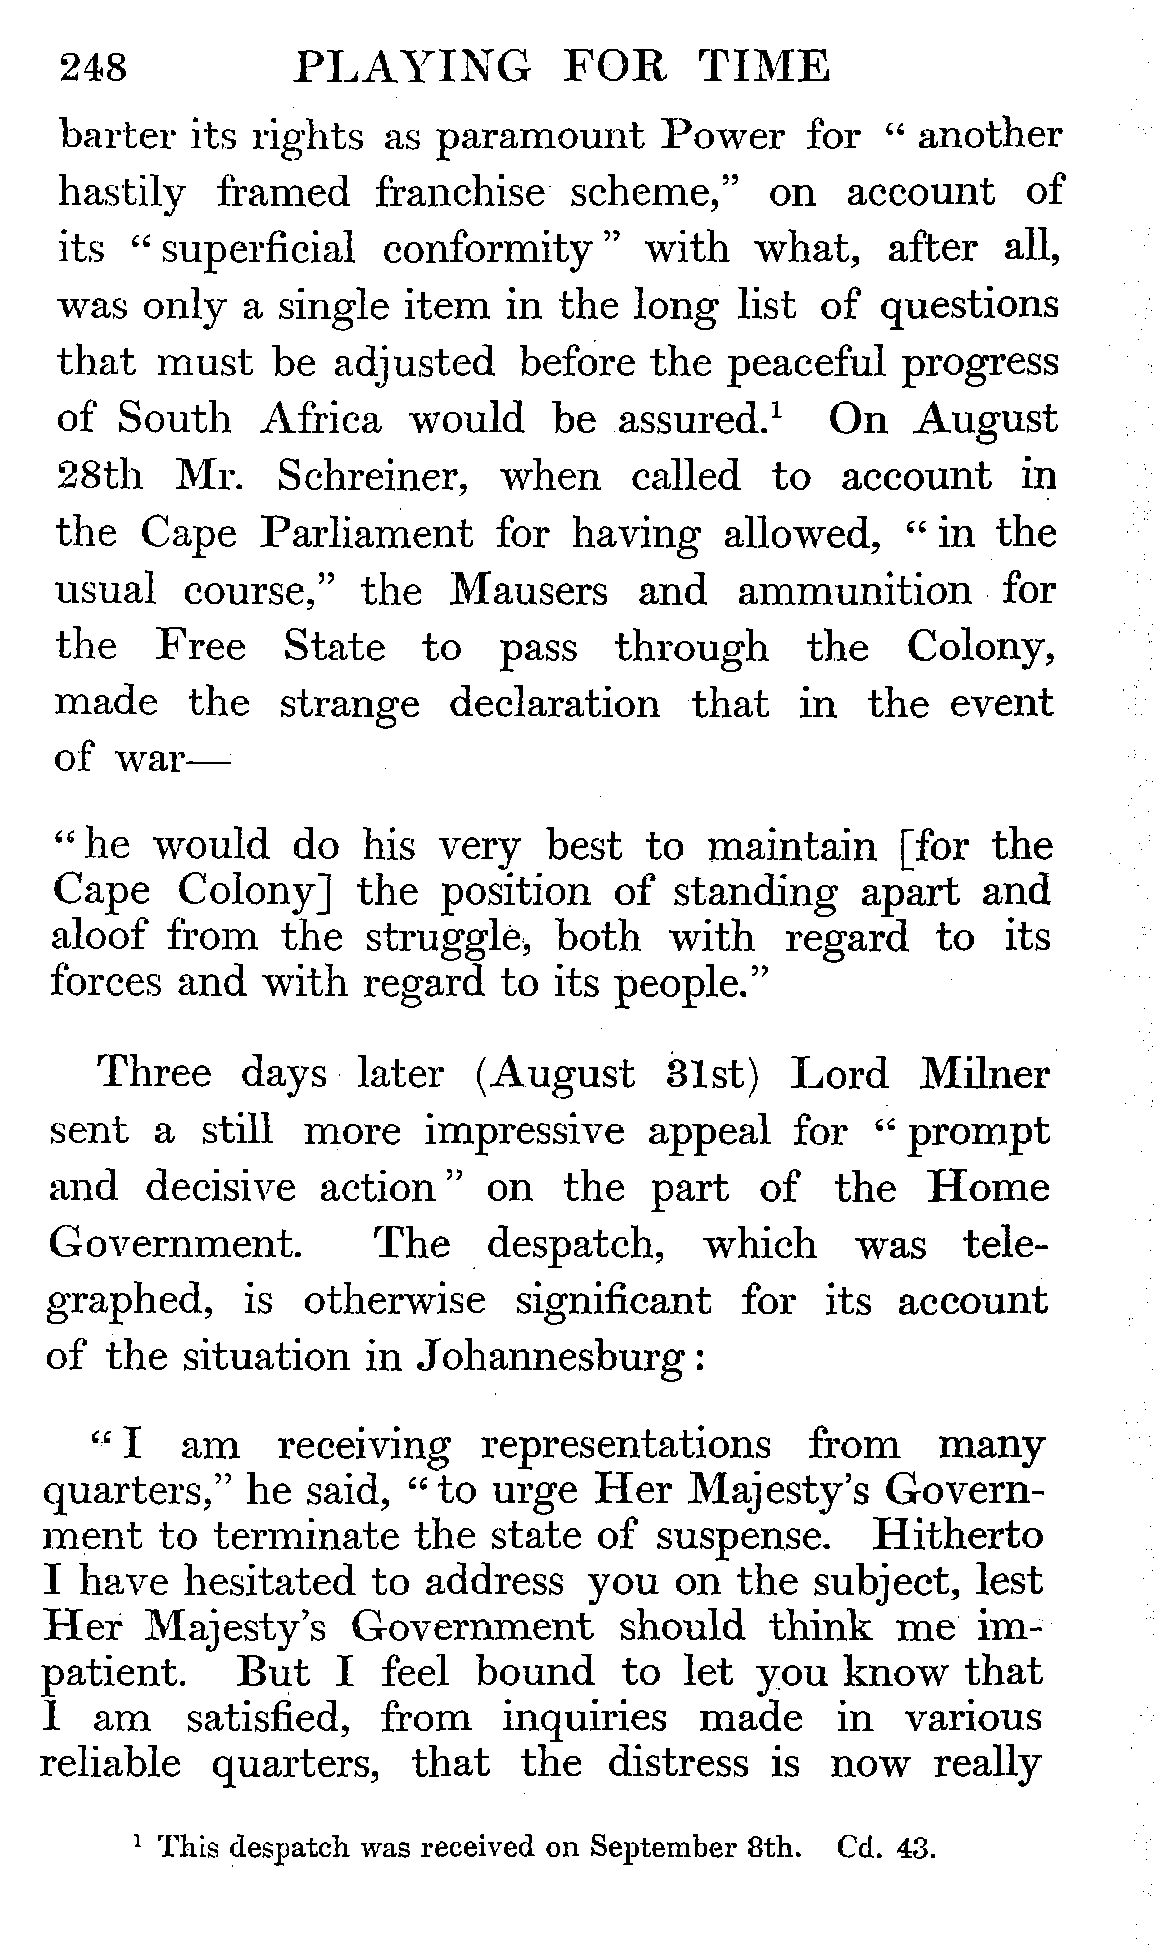 248 PLAYING FOR TIME
barter its rights as paramount Power for “ another
hastily framed franchise scheme,” on account of
its “ superficial conformity ” with what, after all,
was only a single item in the long list of questions
that must be adjusted before the peaceful progress
of South Africa would be assured.¹ On August
28th Mr. Schreiner, when called to account in
the Cape Parliament for having allowed, “ in the
usual course,” the Mausers and ammunition for
the Free State to pass through the Colony,
made the strange declaration that in the event
of war—
“ he would do his very best to maintain [for the
Cape Colony] the position of standing apart and
aloof from the struggle, both with regard to its
forces and with regard to its people.”
Three days later (August 31st) Lord Milner
sent a still more impressive appeal for “ prompt
and decisive action ” on the part of the Home
Government. The despatch, which was tele-
graphed, is otherwise significant for its account
of the situation in Johannesburg :
“ I am receiving representations from many
quarters,” he said, “ to urge Her Majesty’s Govern-
ment to terminate the state of suspense. Hitherto
I have hesitated to address you on the subject, lest
Her Majesty’s Government should think me im-
patient. But I feel bound to let you know that
I am satisfied, from inquiries made in various
reliable quarters, that the distress is now really
¹ This despatch was received on September 8th. Cd. 43.